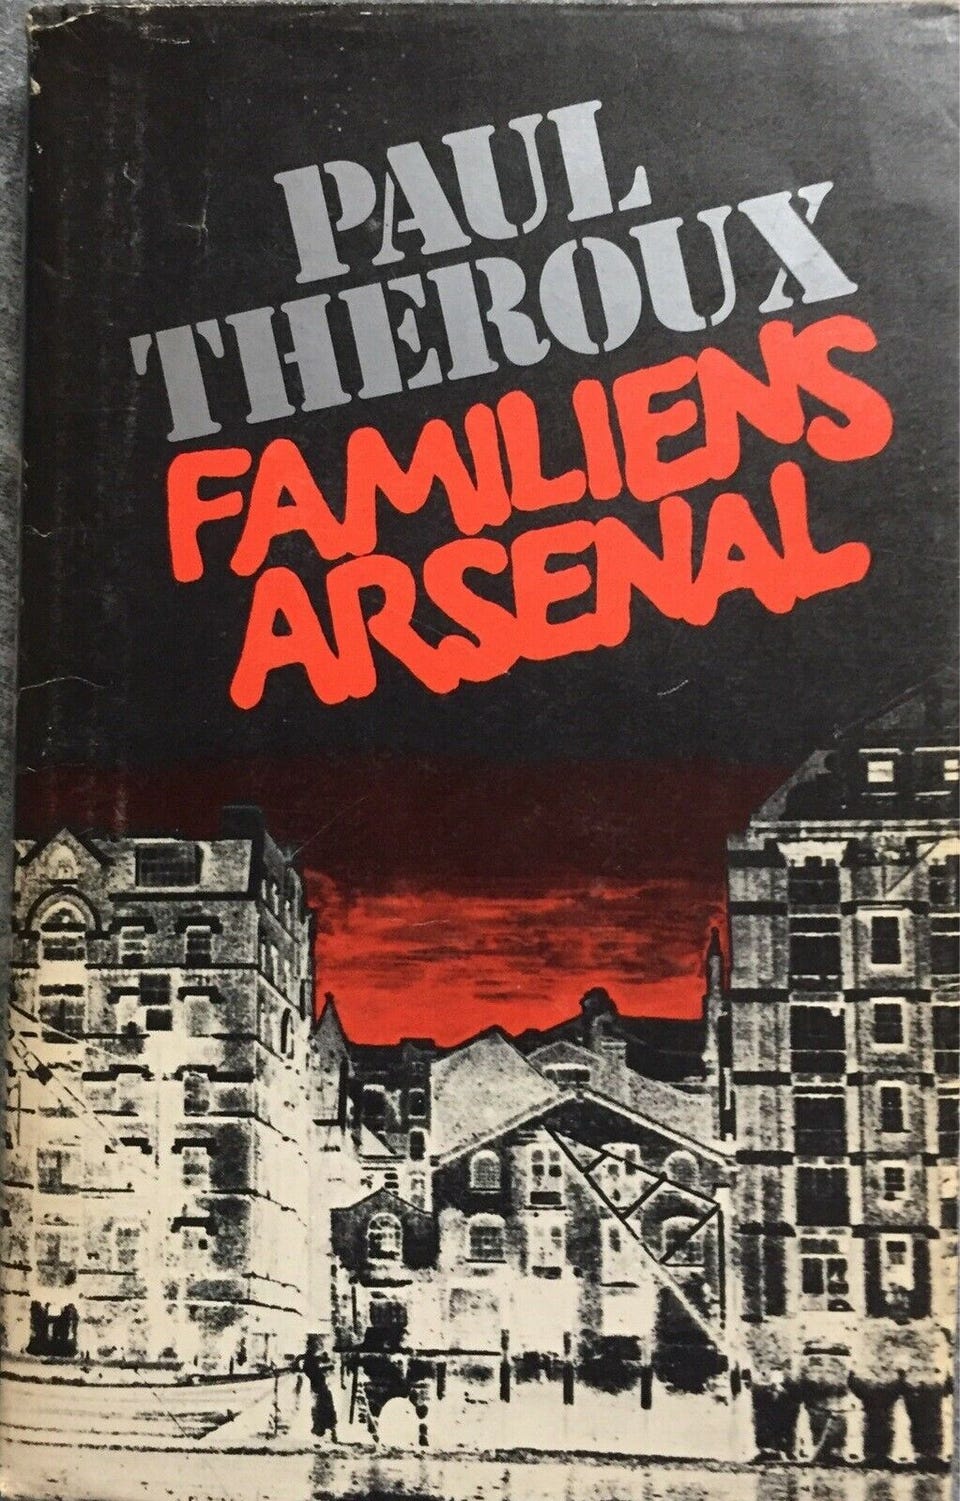 PAUL
THEROUX
FAMILIENS
ARSENAL